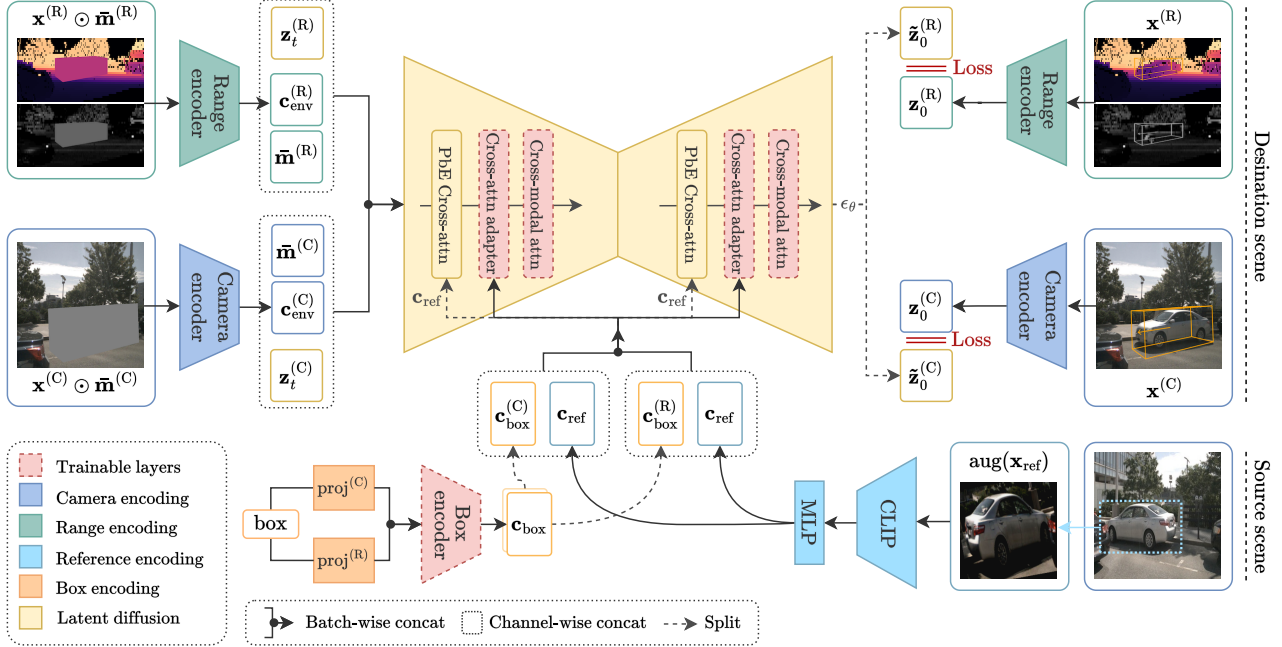 x^(R) ⊙ m̄^(R)
Range
encoder
z_t^(R)
c_env^(R)
m̄^(R)
m̄^(C)
c_env^(C)
z_t^(C)
Camera
encoder
x^(C) ⊙ m̄^(C)
PbE Cross-attn
Cross-attn adapter
Cross-modal attn
c_ref
PbE Cross-attn
Cross-attn adapter
Cross-modal attn
c_ref
ϵ_θ
z̃_0^(R)
Loss
z_0^(R)
Range
encoder
x^(R)
z_0^(C)
Loss
z̃_0^(C)
Camera
encoder
x^(C)
Desination scene
c_box^(C)
c_ref
c_box^(R)
c_ref
Trainable layers
Camera encoding
Range encoding
Reference encoding
Box encoding
Latent diffusion
box
proj^(C)
proj^(R)
Box
encoder
c_box
MLP
CLIP
aug(x_ref)
Source scene
Batch-wise concat
Channel-wise concat
Split